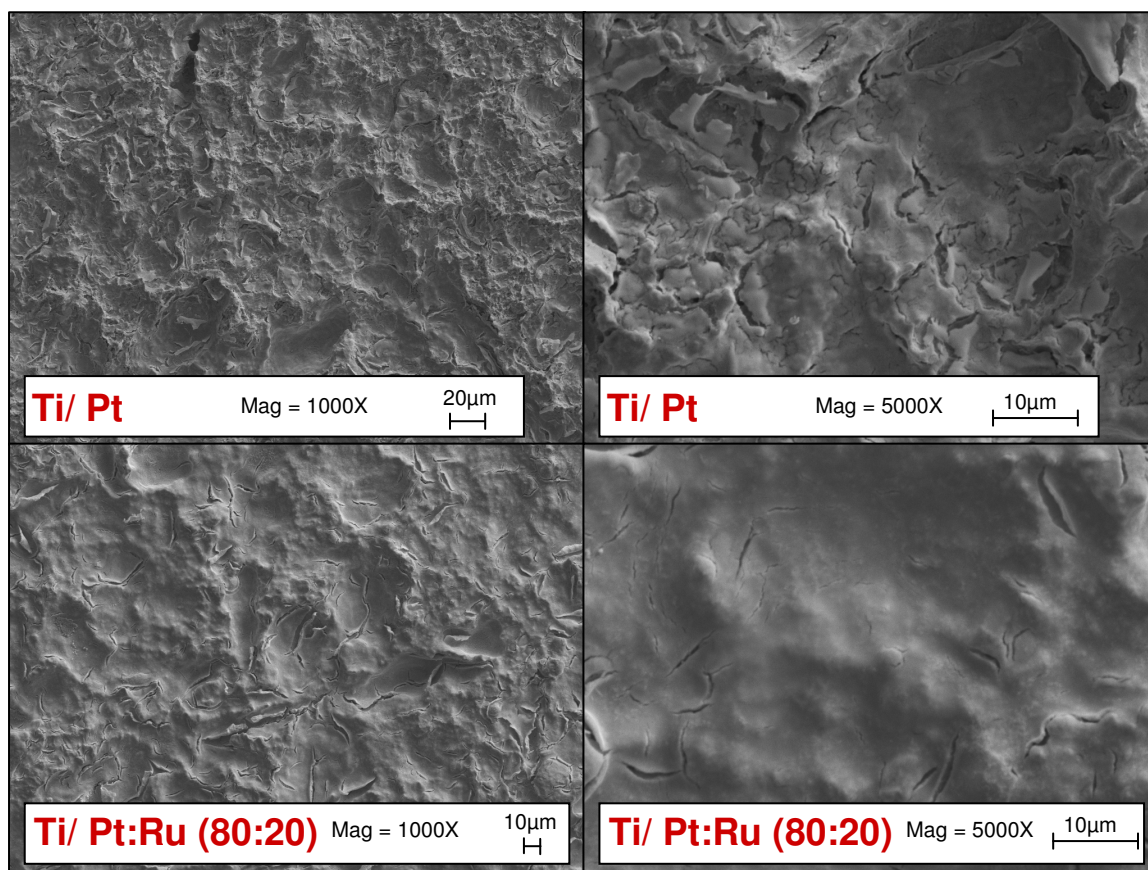 Ti/ Pt Mag = 1000X 20µm
Ti/ Pt Mag = 5000X 10µm
Ti/ Pt:Ru (80:20) Mag = 1000X 10µm
Ti/ Pt:Ru (80:20) Mag = 5000X 10µm